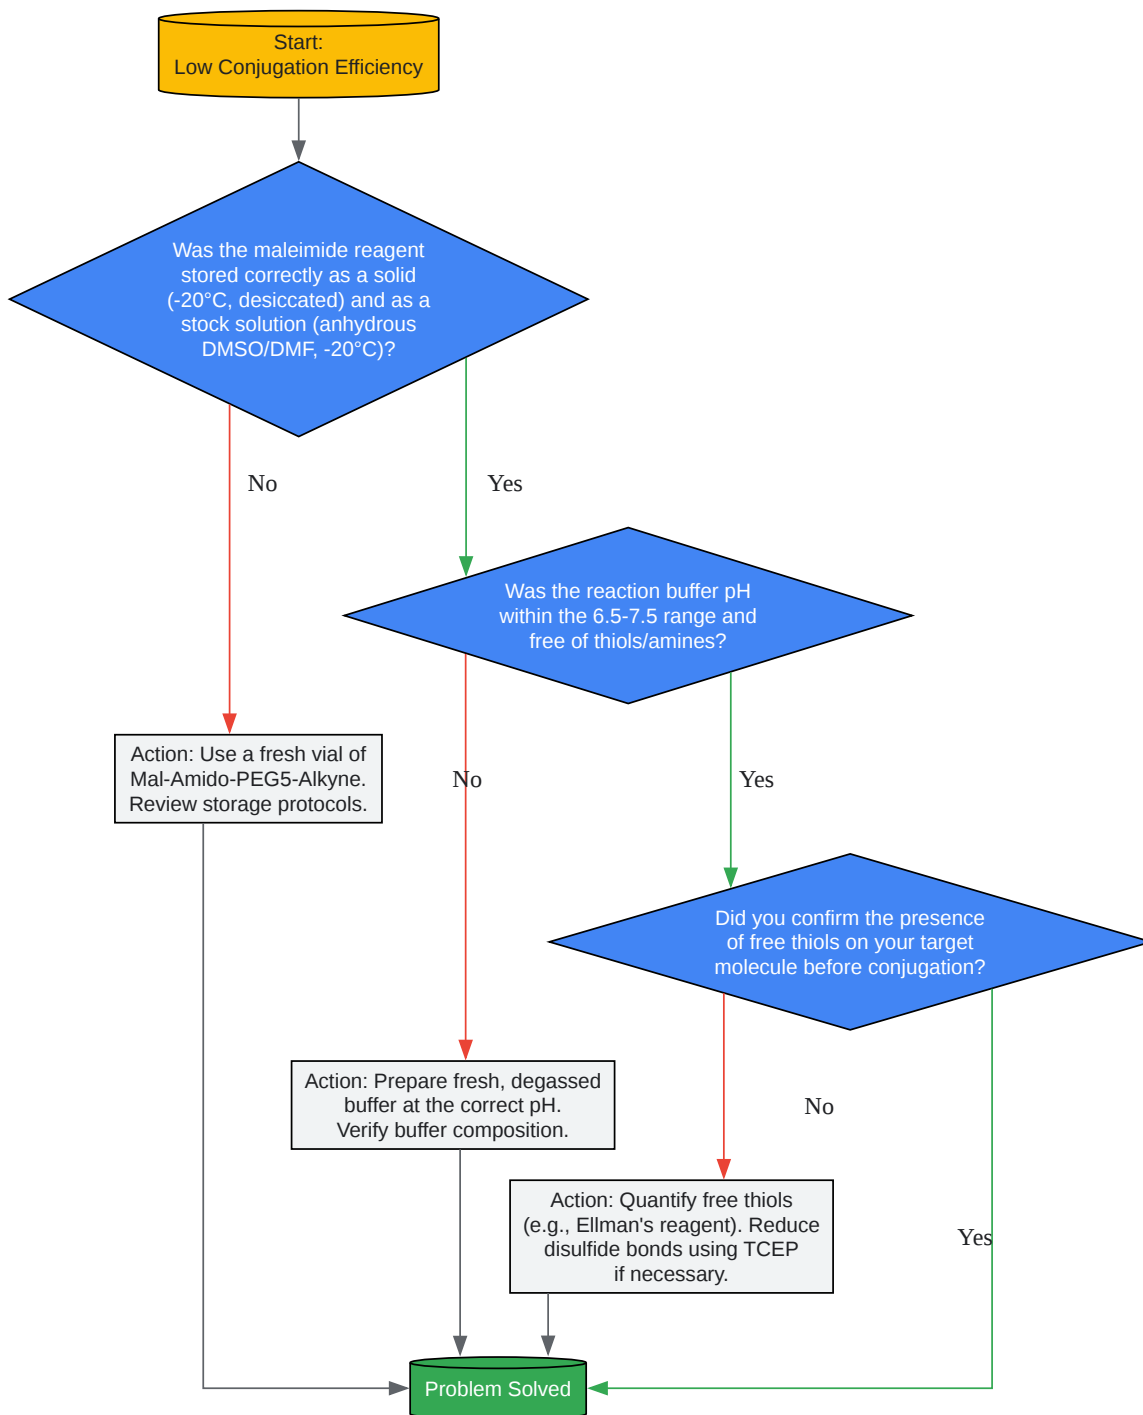 Start:
Low Conjugation Efficiency
Was the maleimide reagent
stored correctly as a solid
(-20°C, desiccated) and as a
stock solution (anhydrous
DMSO/DMF, -20°C)?
No
Yes
Was the reaction buffer pH
within the 6.5-7.5 range and
free of thiols/amines?
Action: Use a fresh vial of
Mal-Amido-PEG5-Alkyne.
Review storage protocols.
No
Yes
Did you confirm the presence
of free thiols on your target
molecule before conjugation?
Action: Prepare fresh, degassed
buffer at the correct pH.
Verify buffer composition.
No
Action: Quantify free thiols
(e.g., Ellman's reagent). Reduce
disulfide bonds using TCEP
if necessary.
Yes
Problem Solved